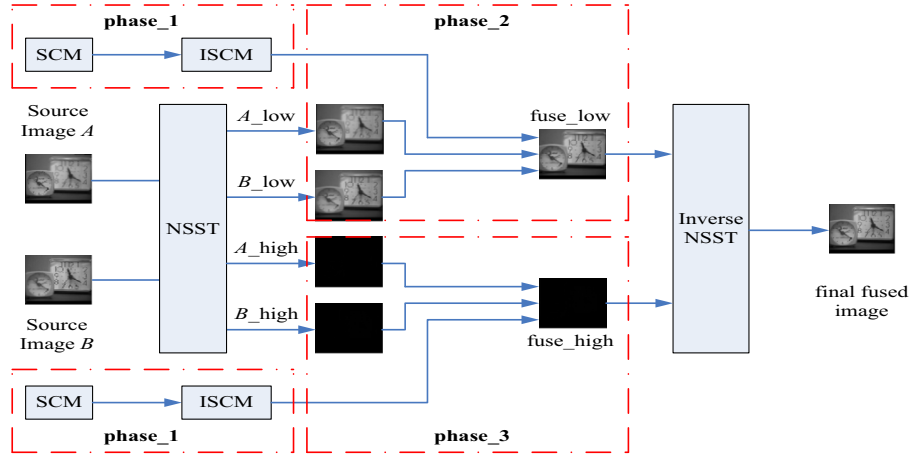 phase_1
phase_2
SCM
ISCM
Source
Image A
A_low
fuse_low
B_low
NSST
Inverse
NSST
A_high
B_high
Source
Image B
fuse_high
final fused
image
SCM
ISCM
phase_1
phase_3